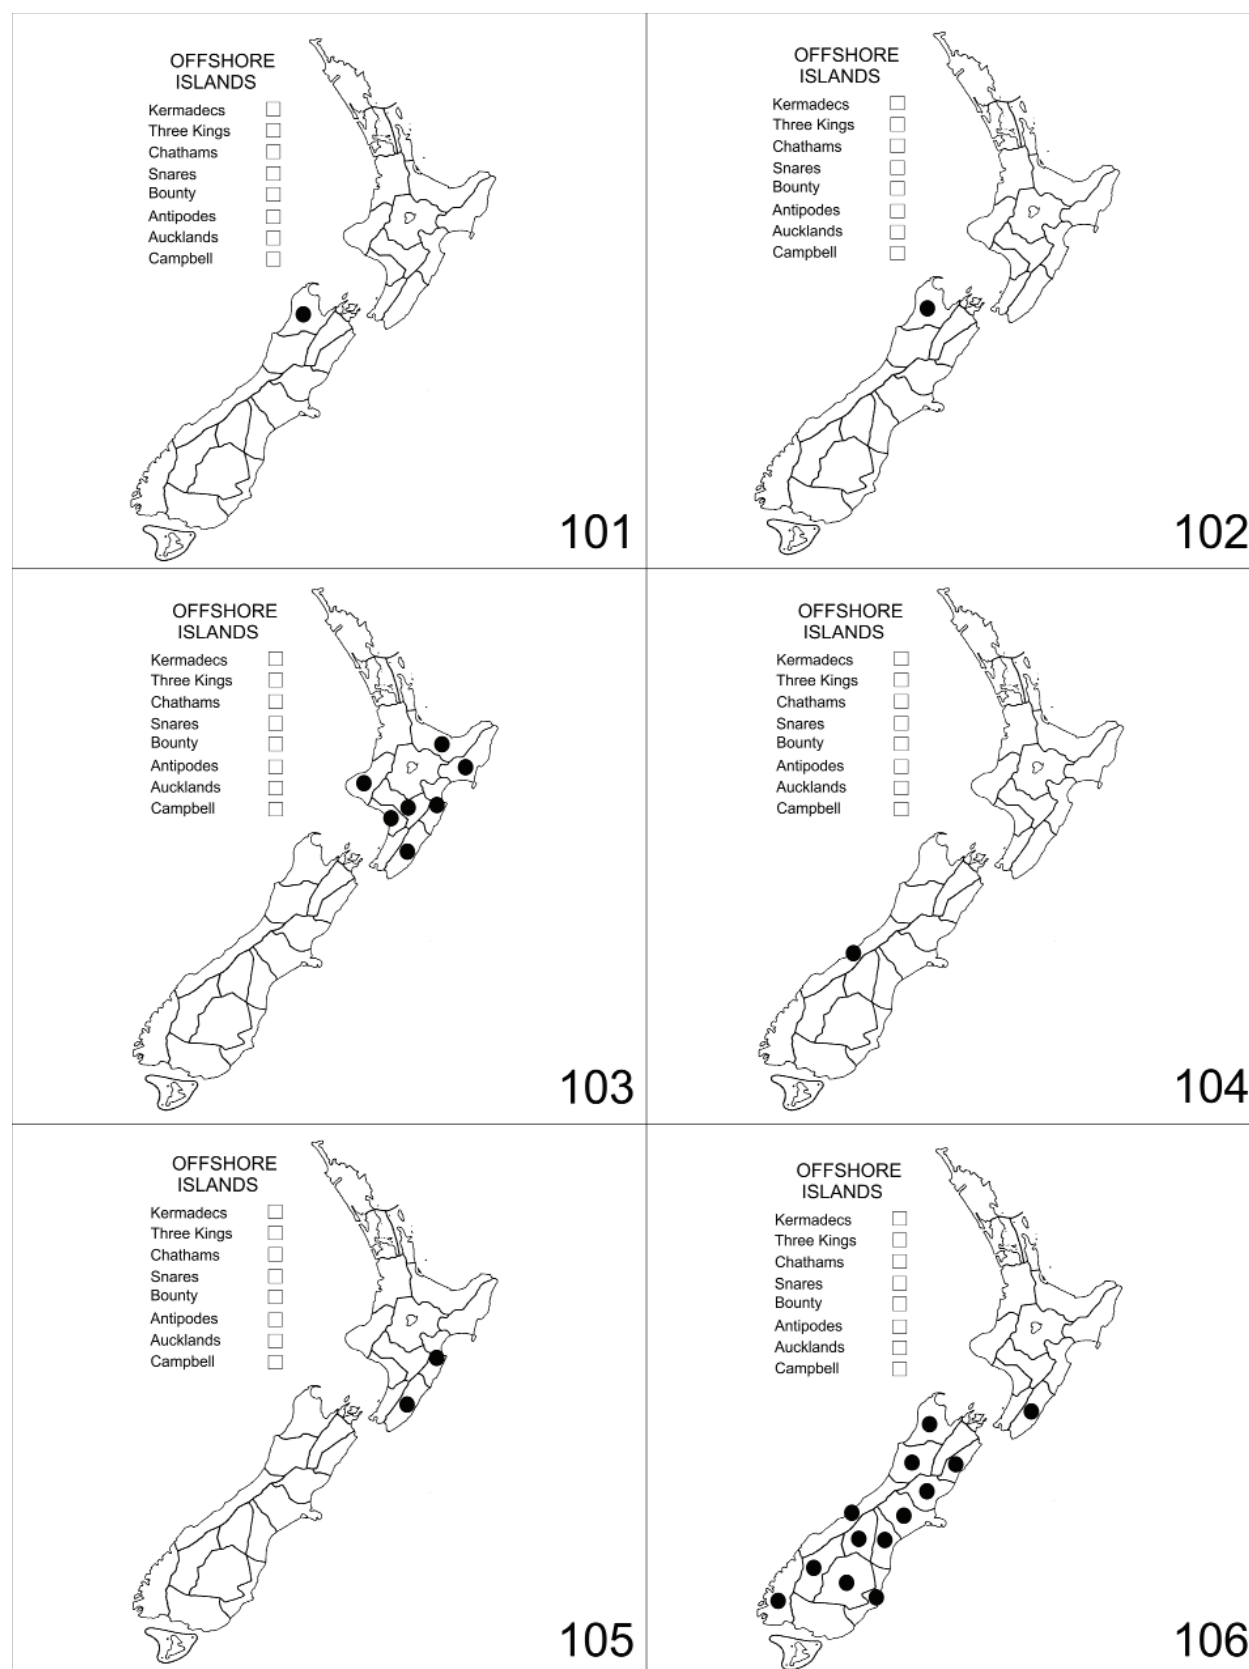 OFFSHORE
ISLANDS
Kermadecs
Three Kings
Chathams
Snares
Bounty
Antipodes
Aucklands
Campbell
101
OFFSHORE
ISLANDS
Kermadecs
Three Kings
Chathams
Snares
Bounty
Antipodes
Aucklands
Campbell
102
OFFSHORE
ISLANDS
Kermadecs
Three Kings
Chathams
Snares
Bounty
Antipodes
Aucklands
Campbell
103
OFFSHORE
ISLANDS
Kermadecs
Three Kings
Chathams
Snares
Bounty
Antipodes
Aucklands
Campbell
104
OFFSHORE
ISLANDS
Kermadecs
Three Kings
Chathams
Snares
Bounty
Antipodes
Aucklands
Campbell
105
OFFSHORE
ISLANDS
Kermadecs
Three Kings
Chathams
Snares
Bounty
Antipodes
Aucklands
Campbell
106